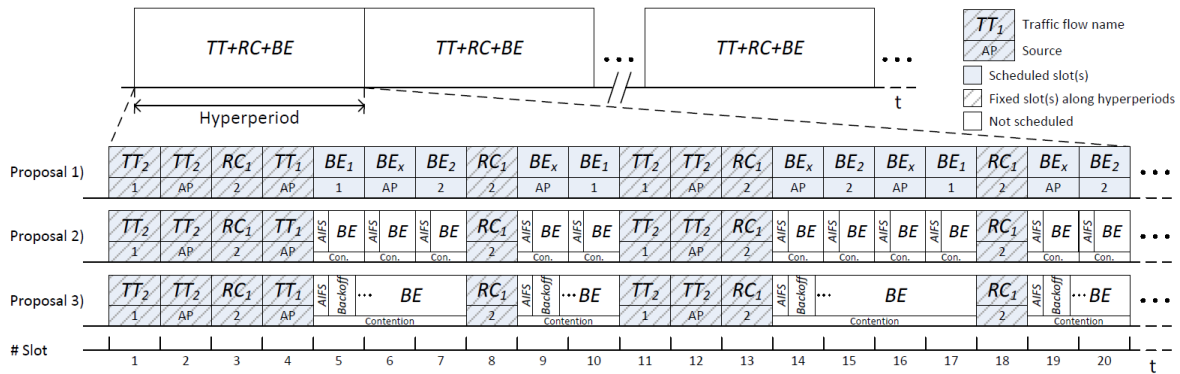 TT+RC+BE TT+RC+BE ••• TT+RC+BE •••
t
Hyperperiod
TT1 Traffic flow name
AP Source
Scheduled slot(s)
Fixed slot(s) along hyperperiods
Not scheduled
Proposal 1) TT2 TT2 RC1 TT1 BE1 BEx BE2 RC1 BEx BE1 TT2 TT2 RC1 BEx BE2 BEx BE1 RC1 BEx BE2 •••
1 AP 2 AP 1 AP 2 2 AP 1 1 AP 2 AP 2 AP 1 2 AP 2
Proposal 2) TT2 TT2 RC1 TT1 AIFS BE AIFS BE AIFS BE RC1 AIFS BE AIFS BE TT2 TT2 RC1 AIFS BE AIFS BE AIFS BE AIFS BE RC1 AIFS BE AIFS BE •••
1 AP 2 AP Con. Con. Con. 2 Con. Con. 1 AP 2 Con. Con. Con. Con. 2 Con. Con.
Proposal 3) TT2 TT2 RC1 TT1 AIFS Backoff ••• BE RC1 AIFS Backoff ••• BE TT2 TT2 RC1 AIFS Backoff ••• BE RC1 AIFS Backoff ••• BE •••
1 AP 2 AP Contention 2 Contention 1 AP 2 Contention 2 Contention
# Slot 1 2 3 4 5 6 7 8 9 10 11 12 13 14 15 16 17 18 19 20 t